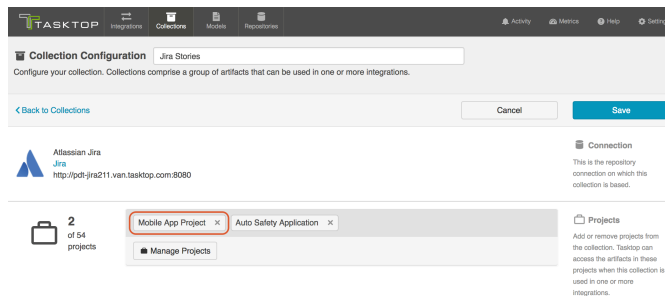 TASKTOP
Integrations
Collections
Models
Repositories
Activity
Metrics
Help
Setting
Collection Configuration
Jira Stories
Configure your collection. Collections comprise a group of artifacts that can be used in one or more integrations.
Back to Collections
Cancel
Save
Atlassian Jira
Jira
http://pdt-jira211.van.tasktop.com:8080
Connection
This is the repository
connection on which this
collection is based.
2
of 54
projects
Mobile App Project ×
Auto Safety Application ×
Manage Projects
Projects
Add or remove projects from
the collection. Tasktop can
access the artifacts in these
projects when this collection is
used in one or more
integrations.